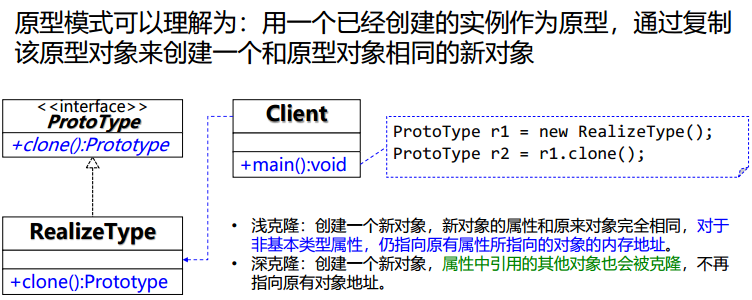 原型模式可以理解为：用一个已经创建的实例作为原型，通过复制
该原型对象来创建一个和原型对象相同的新对象
<<interface>>
ProtoType
+clone():Prototype
Client
+main():void
ProtoType r1 = new RealizeType();
ProtoType r2 = r1.clone();
RealizeType
+clone():Prototype
• 浅克隆：创建一个新对象，新对象的属性和原来对象完全相同，对于
非基本类型属性，仍指向原有属性所指向的对象的内存地址。
• 深克隆：创建一个新对象，属性中引用的其他对象也会被克隆，不再
指向原有对象地址。